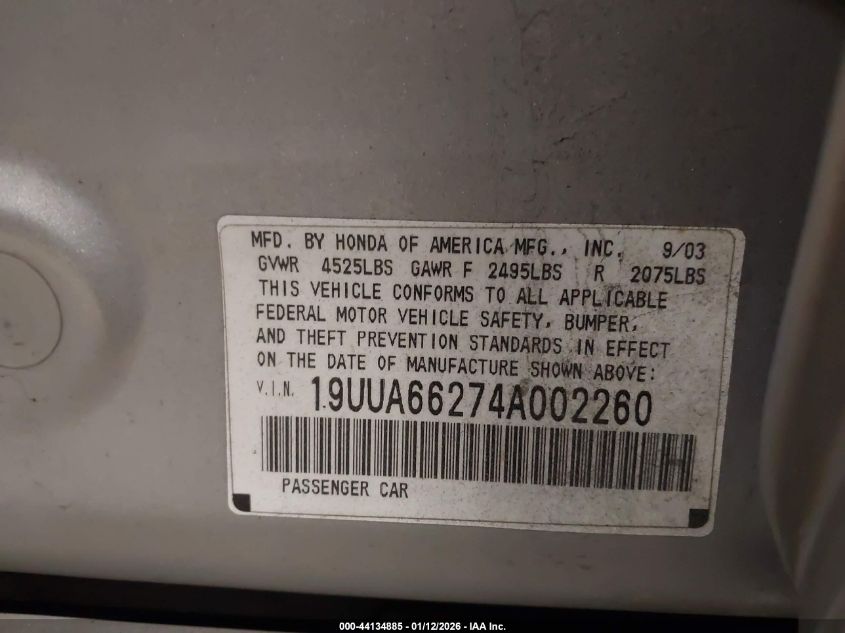 MFD. BY HONDA OF AMERICA MFG., INC. 9/03
GVWR 4525LBS GAWR F 2495LBS R 2075LBS
THIS VEHICLE CONFORMS TO ALL APPLICABLE
FEDERAL MOTOR VEHICLE SAFETY, BUMPER,
AND THEFT PREVENTION STANDARDS IN EFFECT
ON THE DATE OF MANUFACTURE SHOWN ABOVE:
V.I.N. 19UUA66274A002260
PASSENGER CAR
000-44134885 - 01/12/2026 - IAA Inc.